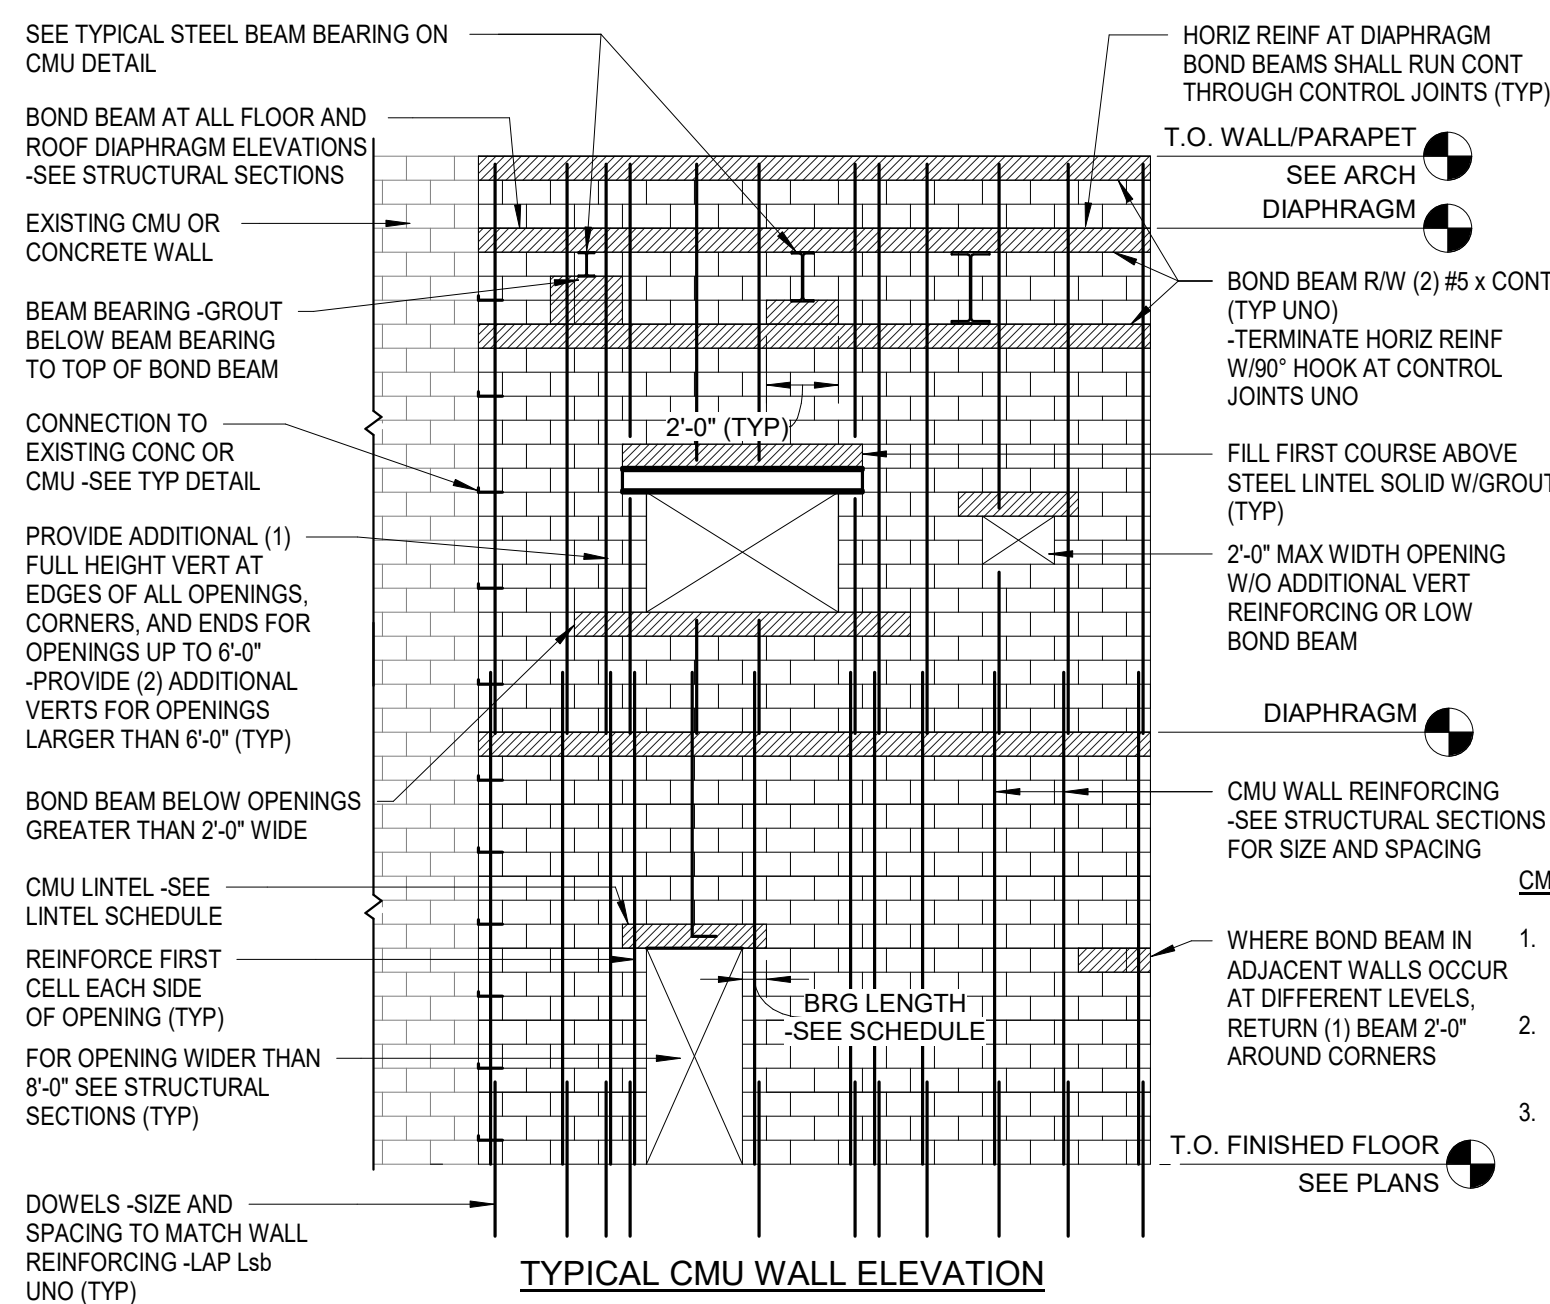 SEE TYPICAL STEEL BEAM BEARING ON
CMU DETAIL
BOND BEAM AT ALL FLOOR AND
ROOF DIAPHRAGM ELEVATIONS
-SEE STRUCTURAL SECTIONS
EXISTING CMU OR
CONCRETE WALL
BEAM BEARING -GROUT
BELOW BEAM BEARING
TO TOP OF BOND BEAM
CONNECTION TO
EXISTING CONC OR
CMU -SEE TYP DETAIL
PROVIDE ADDITIONAL (1)
FULL HEIGHT VERT AT
EDGES OF ALL OPENINGS,
CORNERS, AND ENDS FOR
OPENINGS UP TO 6'-0"
-PROVIDE (2) ADDITIONAL
VERTS FOR OPENINGS
LARGER THAN 6'-0" (TYP)
BOND BEAM BELOW OPENINGS
GREATER THAN 2'-0" WIDE
CMU LINTEL -SEE
LINTEL SCHEDULE
REINFORCE FIRST
CELL EACH SIDE
OF OPENING (TYP)
FOR OPENING WIDER THAN
8'-0" SEE STRUCTURAL
SECTIONS (TYP)
DOWELS -SIZE AND
SPACING TO MATCH WALL
REINFORCING -LAP Lsb
UNO (TYP)
2'-0" (TYP)
BRG LENGTH
-SEE SCHEDULE
HORIZ REINF AT DIAPHRAGM
BOND BEAMS SHALL RUN CONT
THROUGH CONTROL JOINTS (TYP)
T.O. WALL/PARAPET
SEE ARCH
DIAPHRAGM
BOND BEAM R/W (2) #5 x CONT
(TYP UNO)
-TERMINATE HORIZ REINF
W/90° HOOK AT CONTROL
JOINTS UNO
FILL FIRST COURSE ABOVE
STEEL LINTEL SOLID W/GROUT
(TYP)
2'-0" MAX WIDTH OPENING
W/O ADDITIONAL VERT
REINFORCING OR LOW
BOND BEAM
DIAPHRAGM
CMU WALL REINFORCING
-SEE STRUCTURAL SECTIONS
FOR SIZE AND SPACING
WHERE BOND BEAM IN
ADJACENT WALLS OCCUR
AT DIFFERENT LEVELS,
RETURN (1) BEAM 2'-0"
AROUND CORNERS
T.O. FINISHED FLOOR
SEE PLANS
CM
1.
2.
3.
TYPICAL CMU WALL ELEVATION